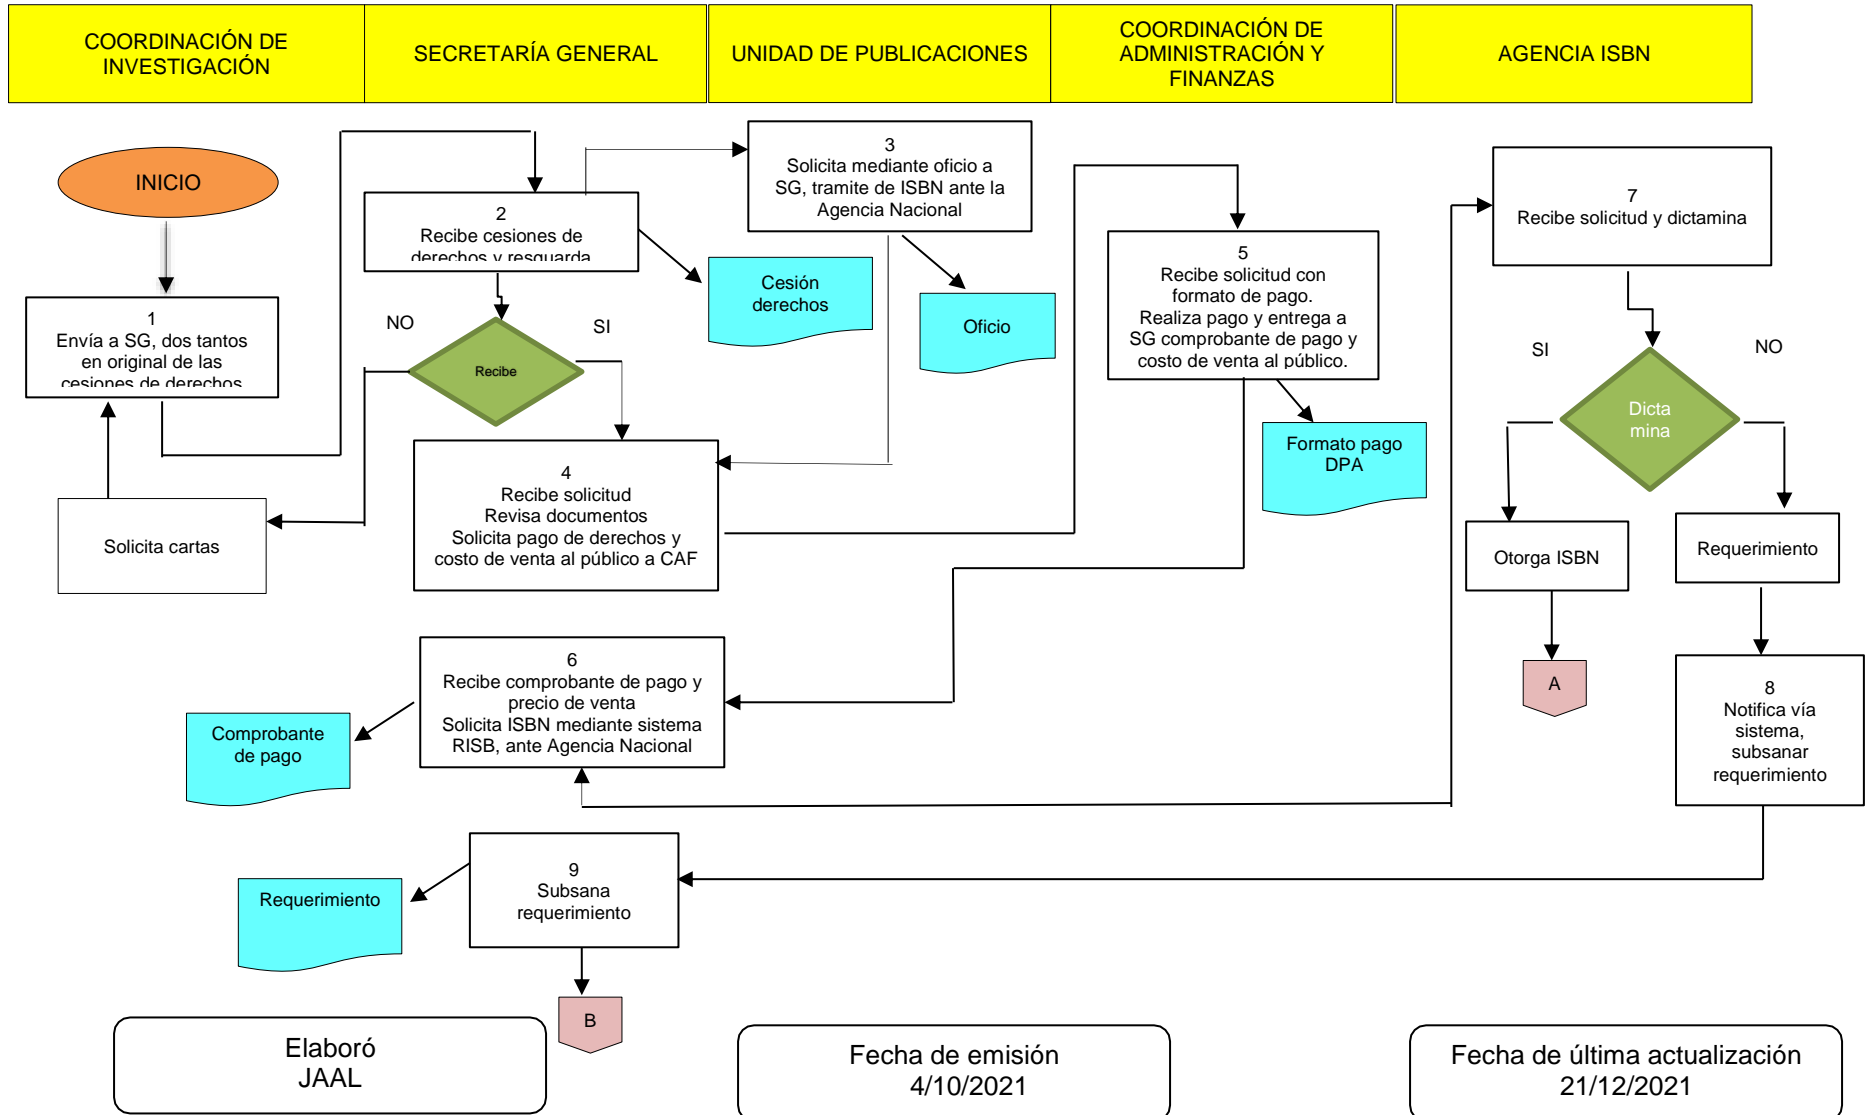 COORDINACIÓN DE
INVESTIGACIÓN
SECRETARÍA GENERAL
UNIDAD DE PUBLICACIONES
COORDINACIÓN DE
ADMINISTRACIÓN Y
FINANZAS
AGENCIA ISBN
INICIO
1
Envía a SG, dos tantos
en original de las
cesiones de derechos
2
Recibe cesiones de
derechos y resguarda
3
Solicita mediante oficio a
SG, tramite de ISBN ante la
Agencia Nacional
Cesión
derechos
Oficio
NO
SI
Recibe
Solicita cartas
4
Recibe solicitud
Revisa documentos
Solicita pago de derechos y
costo de venta al público a CAF
5
Recibe solicitud con
formato de pago.
Realiza pago y entrega a
SG comprobante de pago y
costo de venta al público.
Formato pago
DPA
6
Recibe comprobante de pago y
precio de venta
Solicita ISBN mediante sistema
RISB, ante Agencia Nacional
Comprobante
de pago
7
Recibe solicitud y dictamina
SI
NO
Dicta
mina
Otorga ISBN
Requerimiento
A
8
Notifica vía
sistema,
subsanar
requerimiento
9
Subsana
requerimiento
Requerimiento
B
Elaboró
JAAL
Fecha de emisión
4/10/2021
Fecha de última actualización
21/12/2021